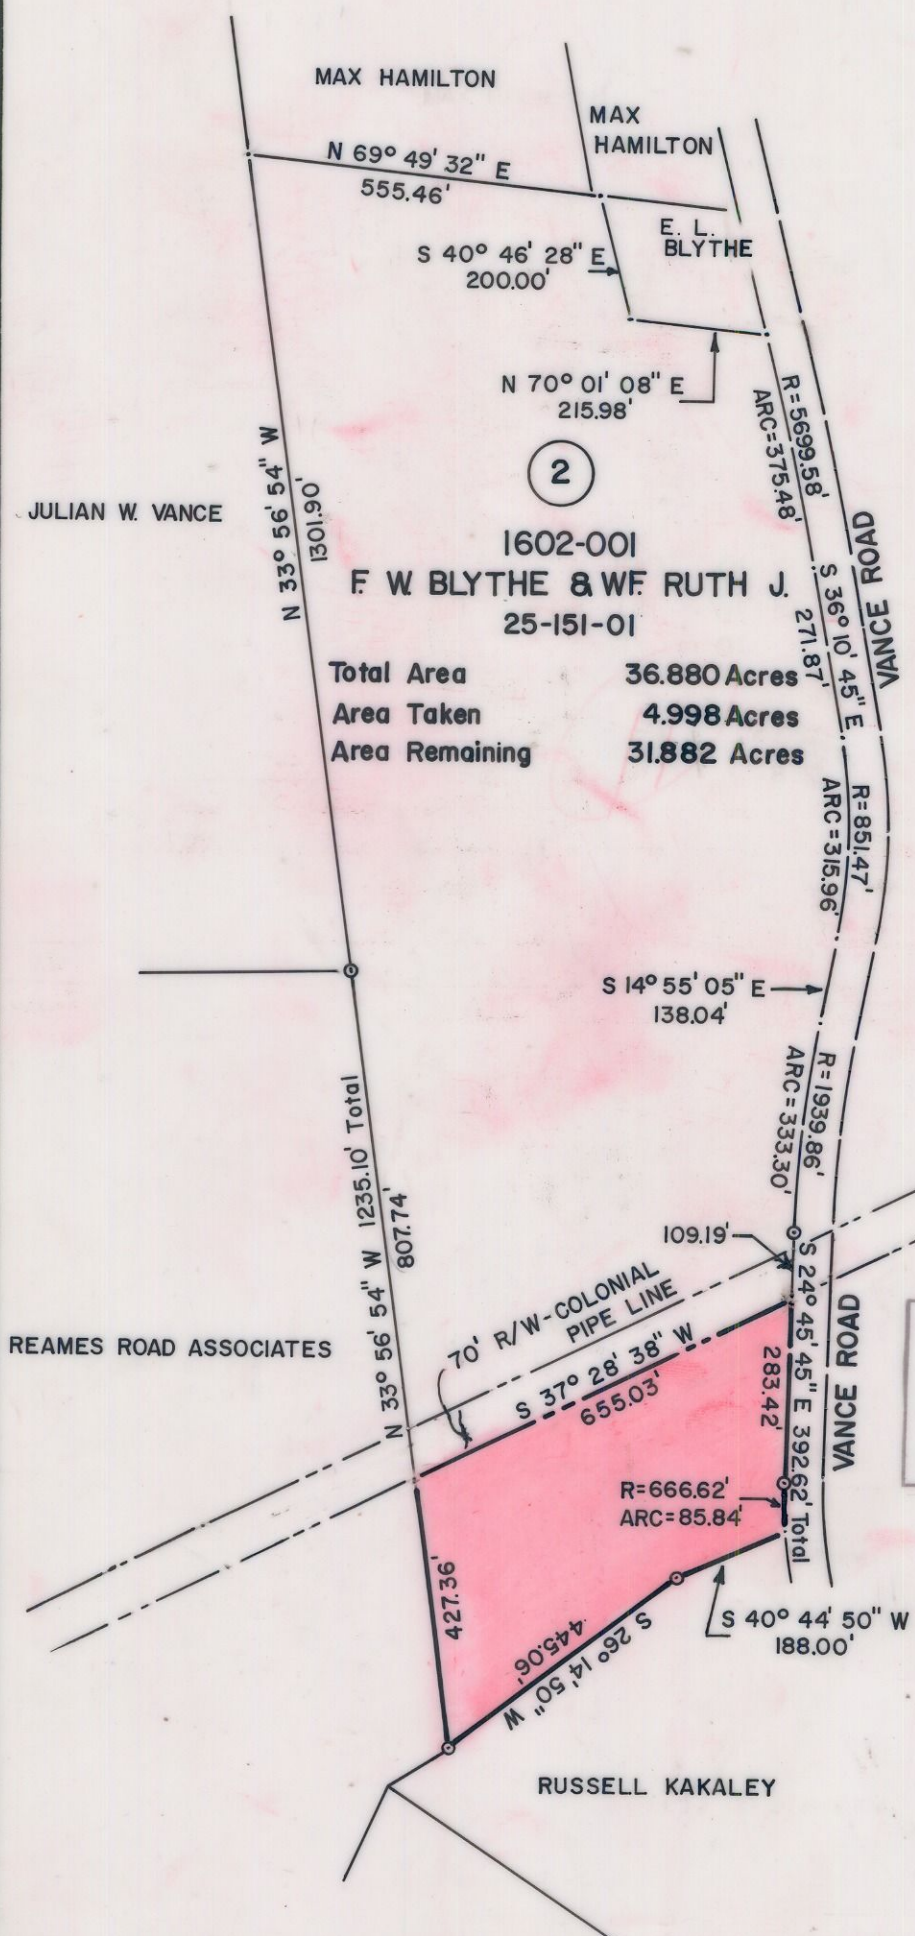 MAX HAMILTON
MAX
HAMILTON
N 69° 49' 32" E
555.46'
E. L.
BLYTHE
S 40° 46' 28" E
200.00'
N 70° 01' 08" E
215.98'
R=5699.58'
ARC=375.48'
2
N 33° 56' 54" W
1301.90'
JULIAN W. VANCE
VANCE ROAD
1602-001
F. W. BLYTHE & WF. RUTH J.
25-151-01
S 36° 10' 45" E
271.87'
Total Area 36.880 Acres
Area Taken 4.998 Acres
Area Remaining 31.882 Acres
R=851.47'
ARC=315.96'
S 14° 55' 05" E
138.04'
R=1939.86'
ARC=333.30'
N 33° 56' 54" W 1235.10' Total
807.74'
109.19'
70' R/W-COLONIAL
PIPE LINE
S 24° 45' 45" E 392.62' Total
283.42'
VANCE ROAD
REAMES ROAD ASSOCIATES
S 37° 28' 38" W
655.03'
R=666.62'
ARC=85.84'
427.36'
S 26° 14' 50" W
445.06'
S 40° 44' 50" W
188.00'
RUSSELL KAKALEY